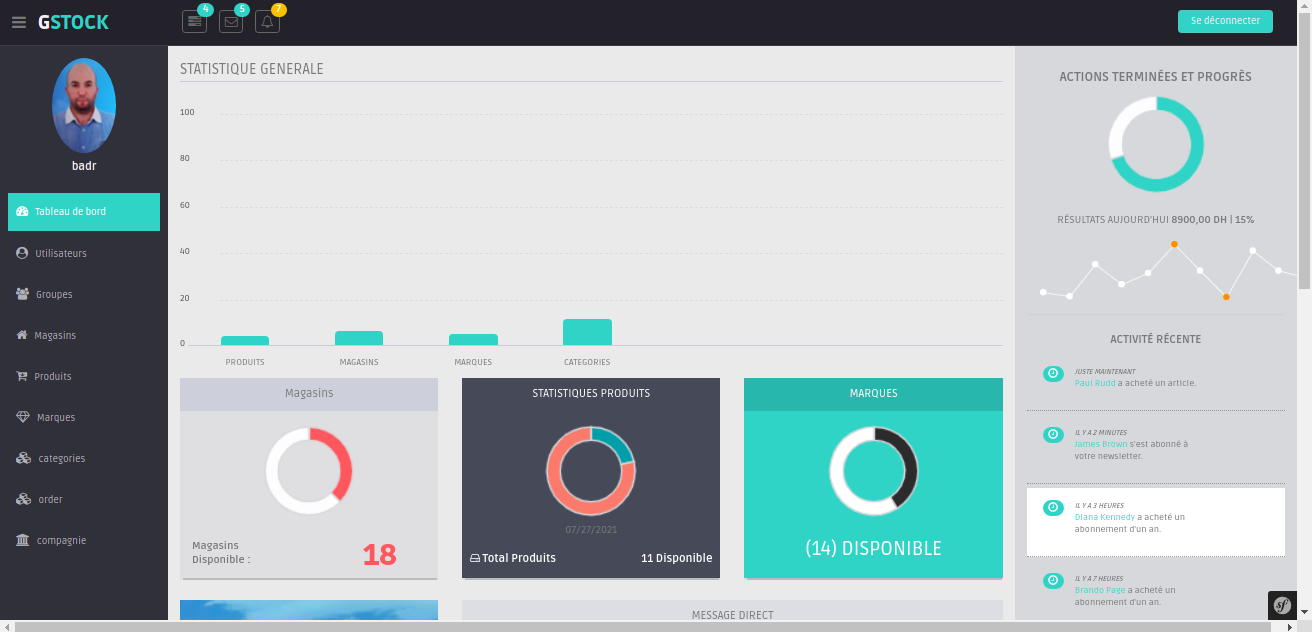 GSTOCK
4
5
7
Se déconnecter
badr
Tableau de bord
Utilisateurs
Groupes
Magasins
Produits
Marques
categories
order
compagnie
STATISTIQUE GENERALE
100
80
60
40
20
0
PRODUITS
MAGASINS
MARQUES
CATEGORIES
Magasins
Magasins
Disponible :
18
STATISTIQUES PRODUITS
07/27/2021
Total Produits
11 Disponible
MARQUES
(14) DISPONIBLE
MESSAGE DIRECT
ACTIONS TERMINÉES ET PROGRÈS
RÉSULTATS AUJOURD'HUI 8900,00 DH | 15%
ACTIVITÉ RÉCENTE
JUSTE MAINTENANT
Paul Rudd a acheté un article.
IL Y A 2 MINUTES
James Brown s'est abonné à
votre newsletter.
IL Y A 3 HEURES
Diana Kennedy a acheté un
abonnement d'un an.
IL Y A 7 HEURES
Brando Page a acheté un
abonnement d'un an.
sf